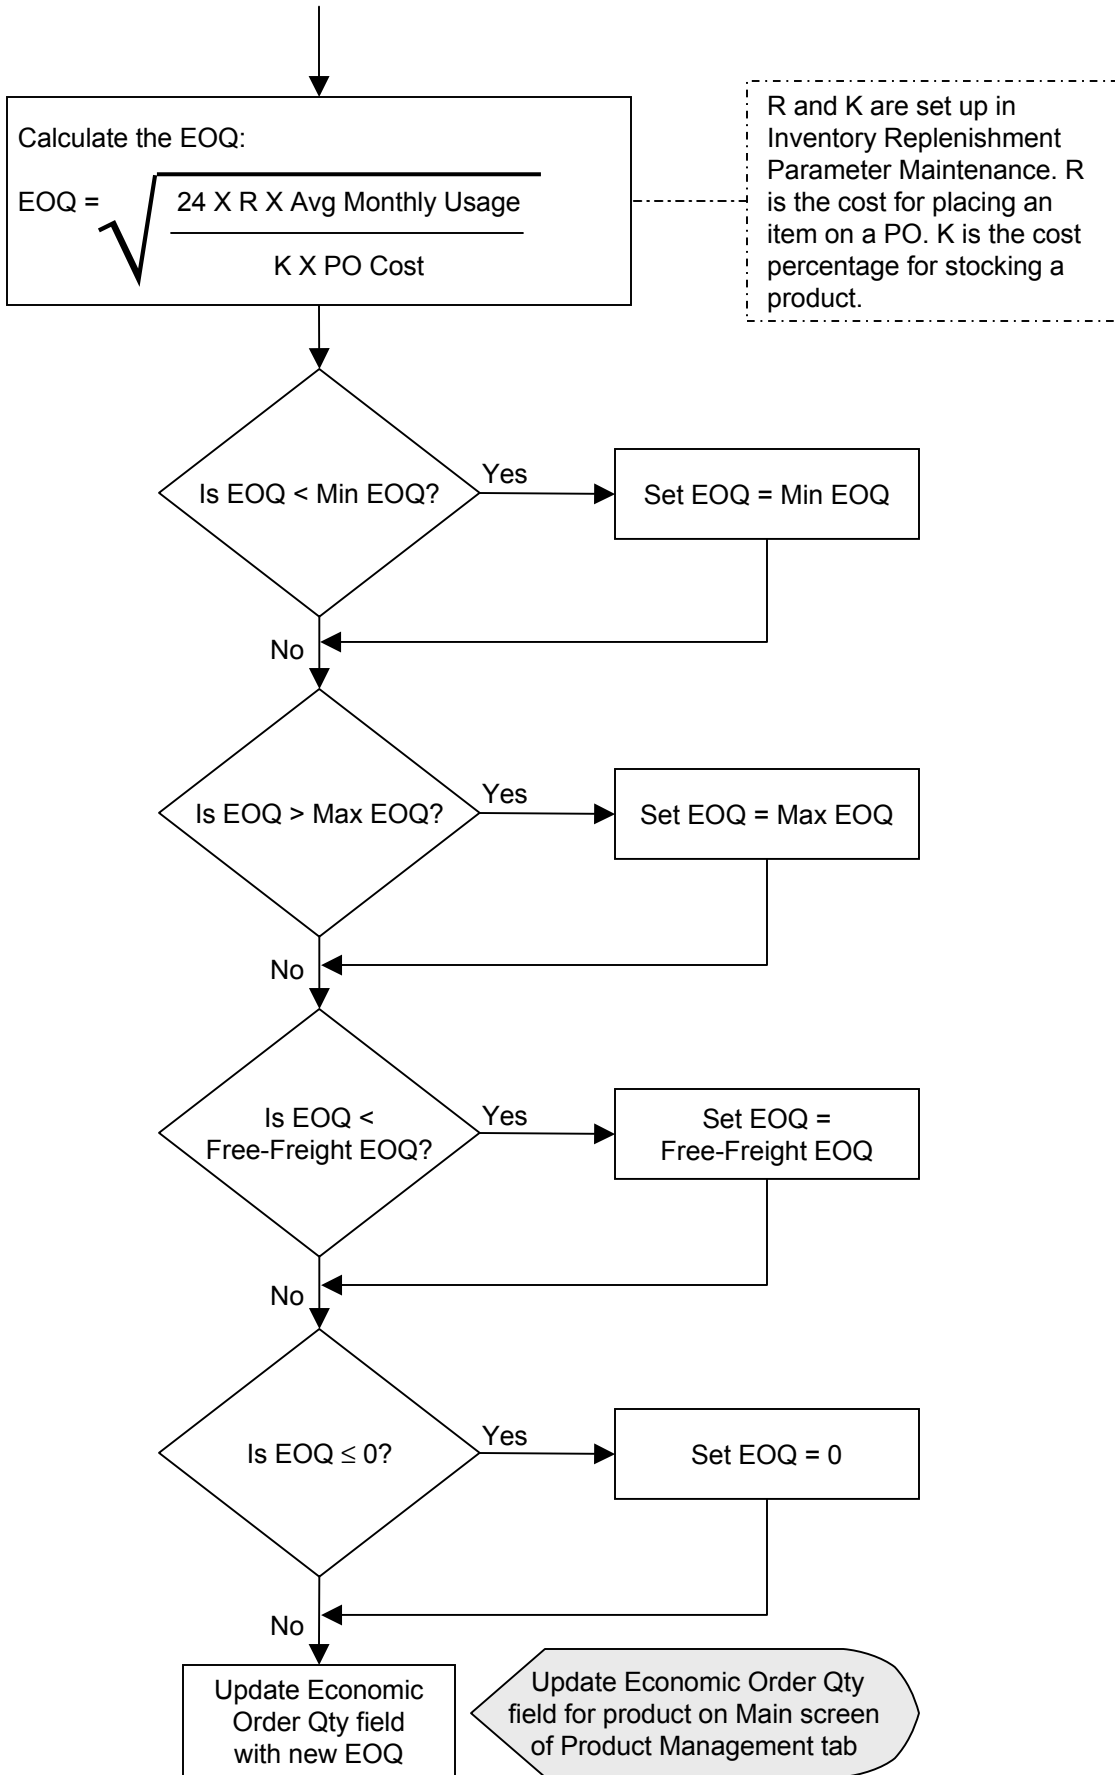 Calculate the EOQ:
EOQ =
24 X R X Avg Monthly Usage
K X PO Cost
R and K are set up in
Inventory Replenishment
Parameter Maintenance. R
is the cost for placing an
item on a PO. K is the cost
percentage for stocking a
product.
Is EOQ < Min EOQ?
Yes
Set EOQ = Min EOQ
No
Is EOQ > Max EOQ?
Yes
Set EOQ = Max EOQ
No
Is EOQ <
Free-Freight EOQ?
Yes
Set EOQ =
Free-Freight EOQ
No
Is EOQ ≤ 0?
Yes
Set EOQ = 0
No
Update Economic
Order Qty field
with new EOQ
Update Economic Order Qty
field for product on Main screen
of Product Management tab